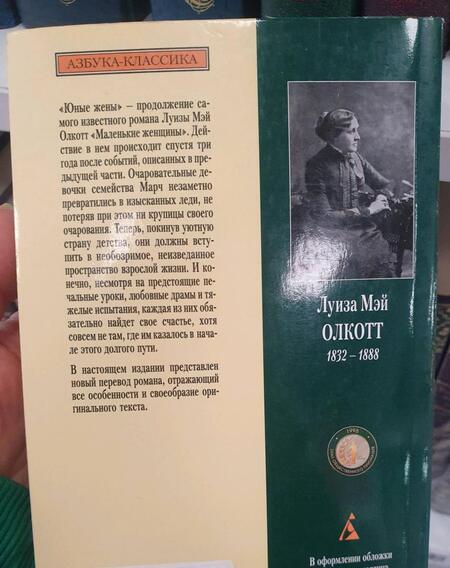 АЗБУКА-КЛАССИКА
«Юные жены» – продолжение са-
мого известного романа Луизы Мэй
Олкотт «Маленькие женщины». Дей-
ствие в нем происходит спустя три
года после событий, описанных в пре-
дыдущей части. Очаровательные де-
вочки семейства Марч незаметно
превратились в изысканных леди, не
потеряв при этом ни крупицы своего
очарования. Теперь, покинув уютную
страну детства, они должны всту-
пить в необозримое, неизведанное
пространство взрослой жизни. И ко-
нечно, несмотря на предстоящие пе-
чальные уроки, любовные драмы и тя-
желые испытания, каждая из них обя-
зательно найдет свое счастье, хотя
совсем не там, где им казалось в нача-
ле этого долгого пути.
В настоящем издании представлен
новый перевод романа, отражающий
все особенности и своеобразие ори-
гинального текста.
Луиза Мэй
ОЛКОТТ
1832 – 1888
1995
В оформлении обложки